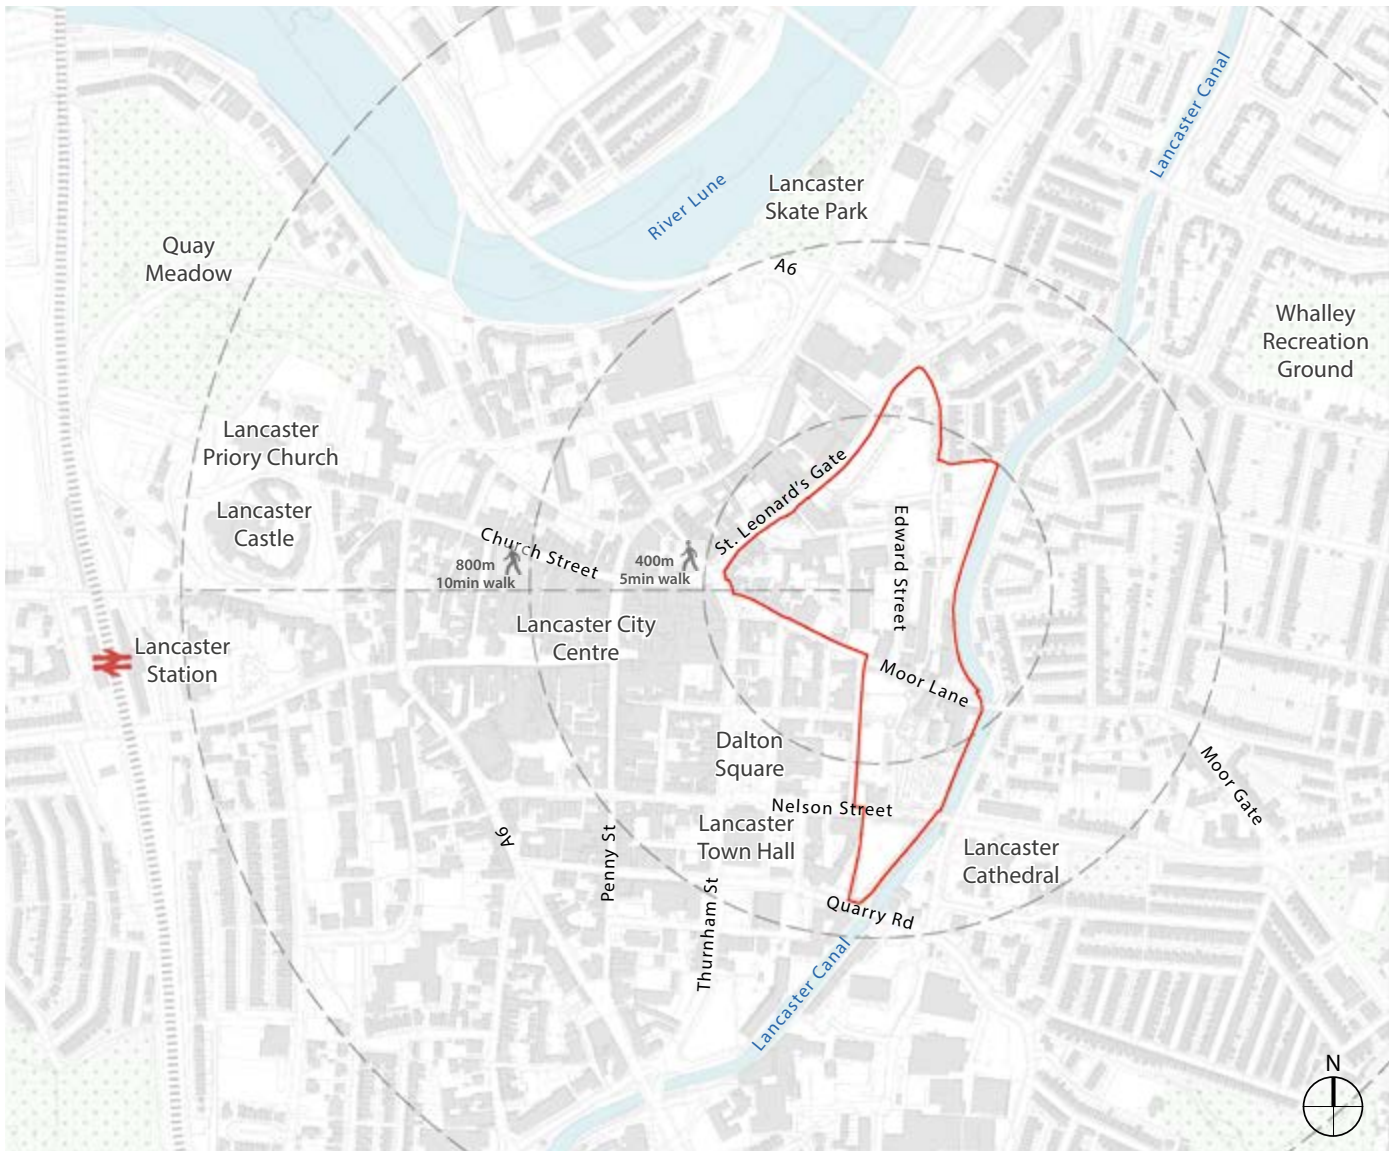 Lancaster Canal
River Lune
Lancaster
Skate Park
Quay
Meadow
A6
Whalley
Recreation
Ground
Lancaster
Priory Church
St. Leonard's Gate
Lancaster
Castle
Edward Street
Church Street
800m
10min walk
400m
5min walk
Lancaster City
Centre
Lancaster
Station
Moor Lane
Dalton
Square
Moor Gate
Nelson Street
Lancaster
Town Hall
A6
Penny St
Lancaster
Cathedral
Thurnham St
Quarry Rd
Lancaster Canal
N